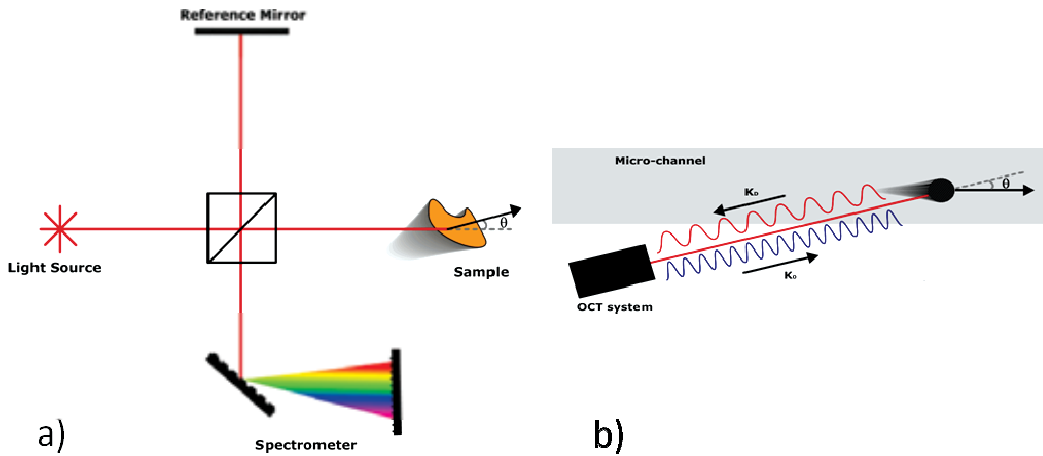 Reference Mirror
Light Source
θ
Sample
Spectrometer
a)
Micro-channel
K₀
θ
K₀
OCT system
b)